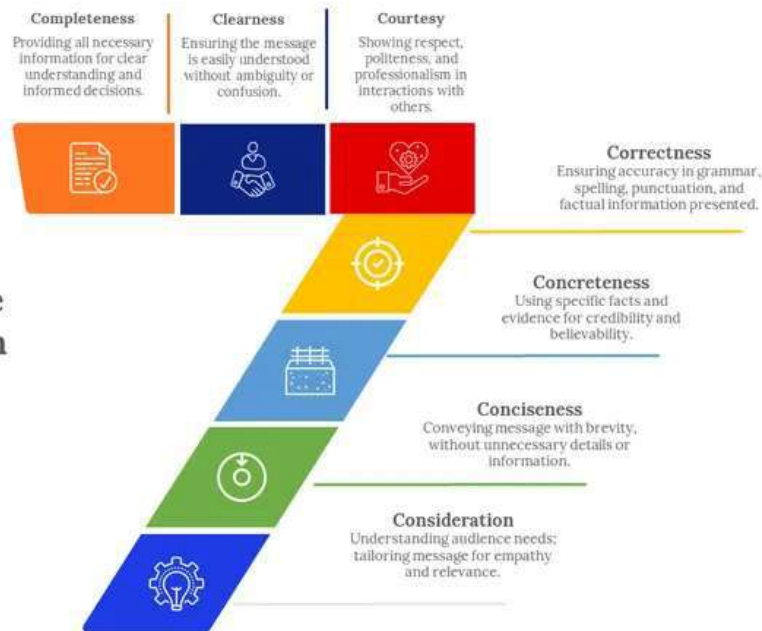 Completeness
Providing all necessary
information for clear
understanding and
informed decisions.
Clearness
Ensuring the message
is easily understood
without ambiguity or
confusion.
Courtesy
Showing respect,
politeness, and
professionalism in
interactions with
others.
Correctness
Ensuring accuracy in grammar,
spelling, punctuation, and
factual information presented.
Concreteness
Using specific facts and
evidence for credibility and
believability.
Conciseness
Conveying message with brevity,
without unnecessary details or
information.
Consideration
Understanding audience needs;
tailoring message for empathy
and relevance.